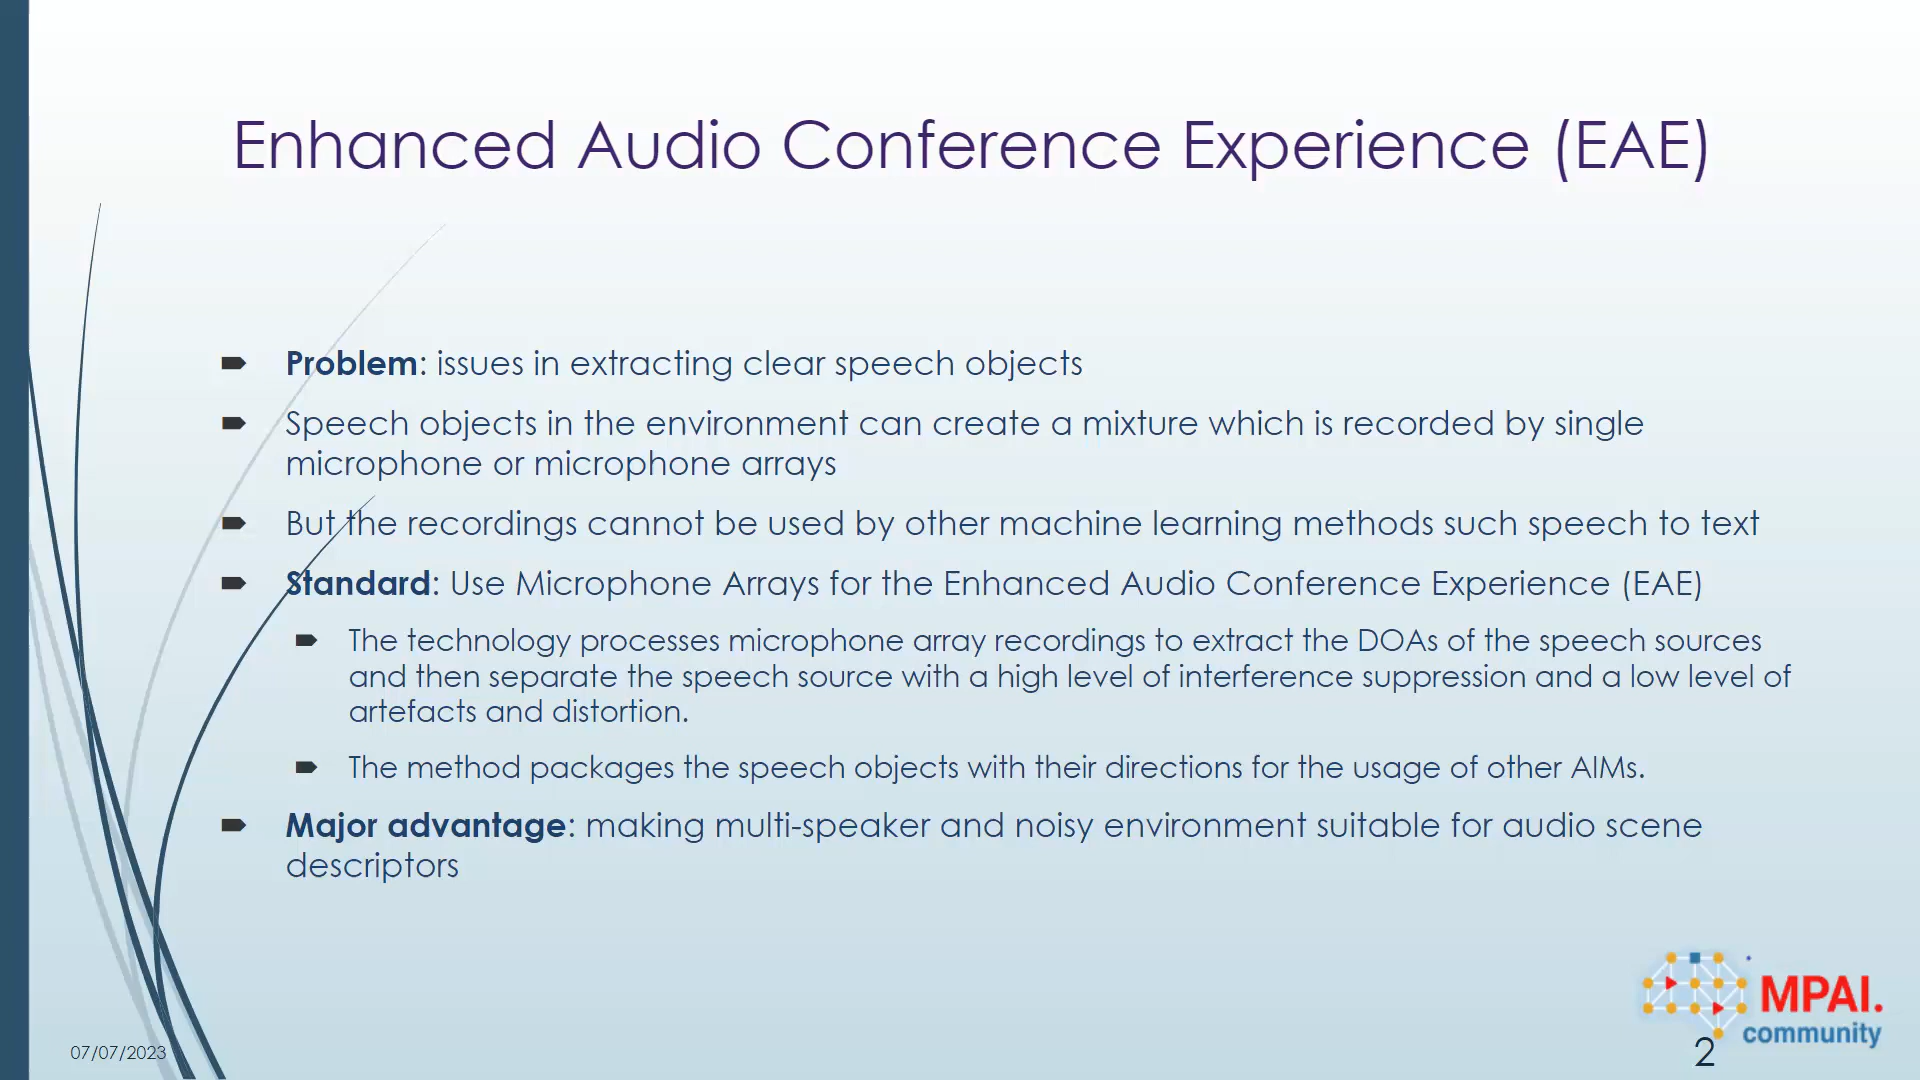 Enhanced Audio Conference Experience (EAE)
Problem: issues in extracting clear speech objects
Speech objects in the environment can create a mixture which is recorded by single
microphone or microphone arrays
But the recordings cannot be used by other machine learning methods such speech to text
Standard: Use Microphone Arrays for the Enhanced Audio Conference Experience (EAE)
The technology processes microphone array recordings to extract the DOAs of the speech sources
and then separate the speech source with a high level of interference suppression and a low level of
artefacts and distortion.
The method packages the speech objects with their directions for the usage of other AIMs.
Major advantage: making multi-speaker and noisy environment suitable for audio scene
descriptors
MPAI.
community
07/07/2023
2